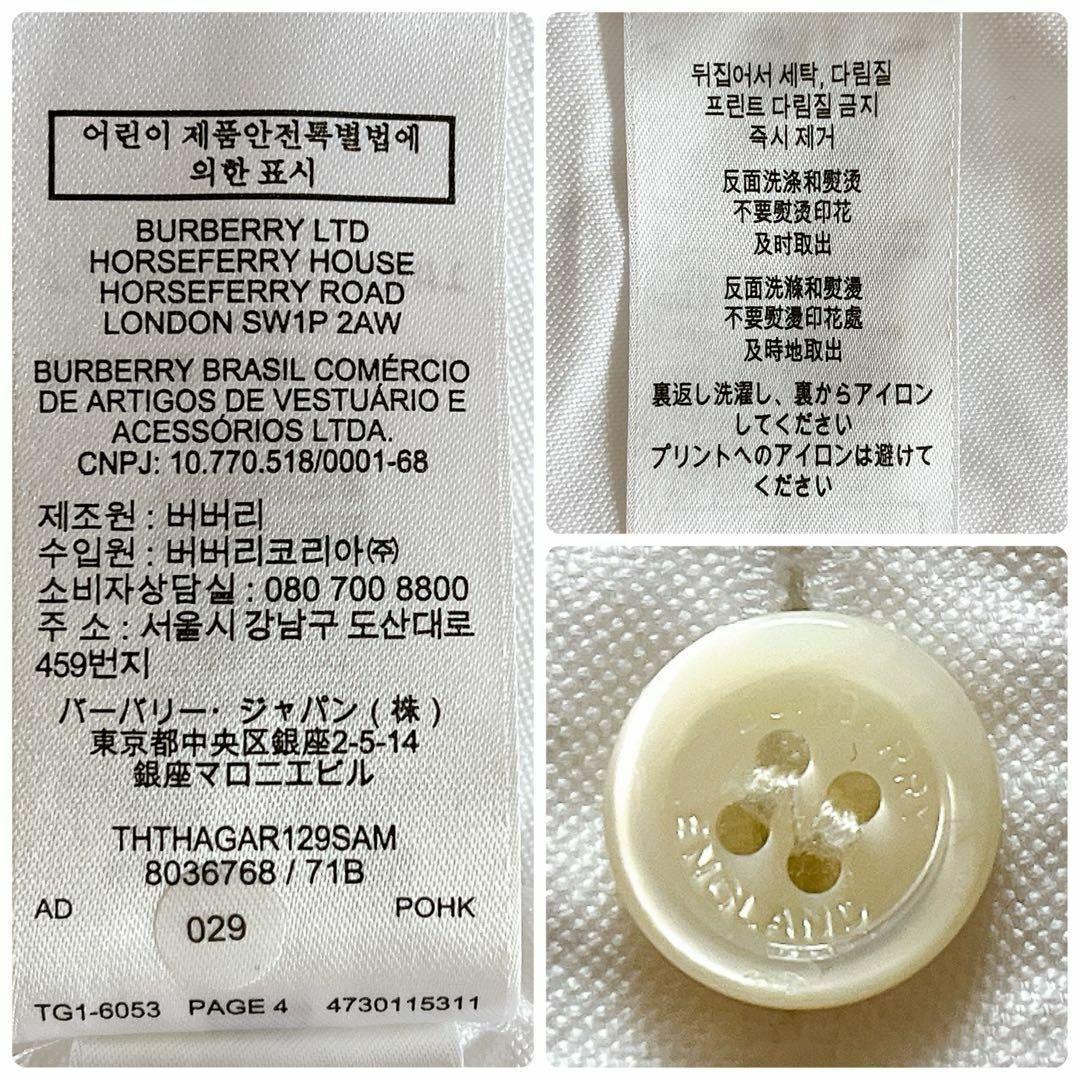 어린이 제품안전특별법에
의한 표시
BURBERRY LTD
HORSEFERRY HOUSE
HORSEFERRY ROAD
LONDON SW1P 2AW
BURBERRY BRASIL COMÉRCIO
DE ARTIGOS DE VESTUÁRIO E
ACESSÓRIOS LTDA.
CNPJ: 10.770.518/0001-68
제조원 : 버버리
수입원 : 버버리코리아㈜
소비자상담실 : 080 700 8800
주 소 : 서울시 강남구 도산대로
459번지
バーバリー・ジャパン（株）
東京都中央区銀座2-5-14
銀座マロニエビル
THTHAGAR129SAM
8036768 / 71B
AD 029 POHK
TG1-6053 PAGE 4 4730115311
뒤집어서 세탁, 다림질
프린트 다림질 금지
즉시 제거
反面洗涤和熨烫
不要熨烫印花
及时取出
反面洗滌和熨燙
不要熨燙印花處
及時地取出
裏返し洗濯し、裏からアイロン
してください
プリントへのアイロンは避けて
ください
ENGLAND